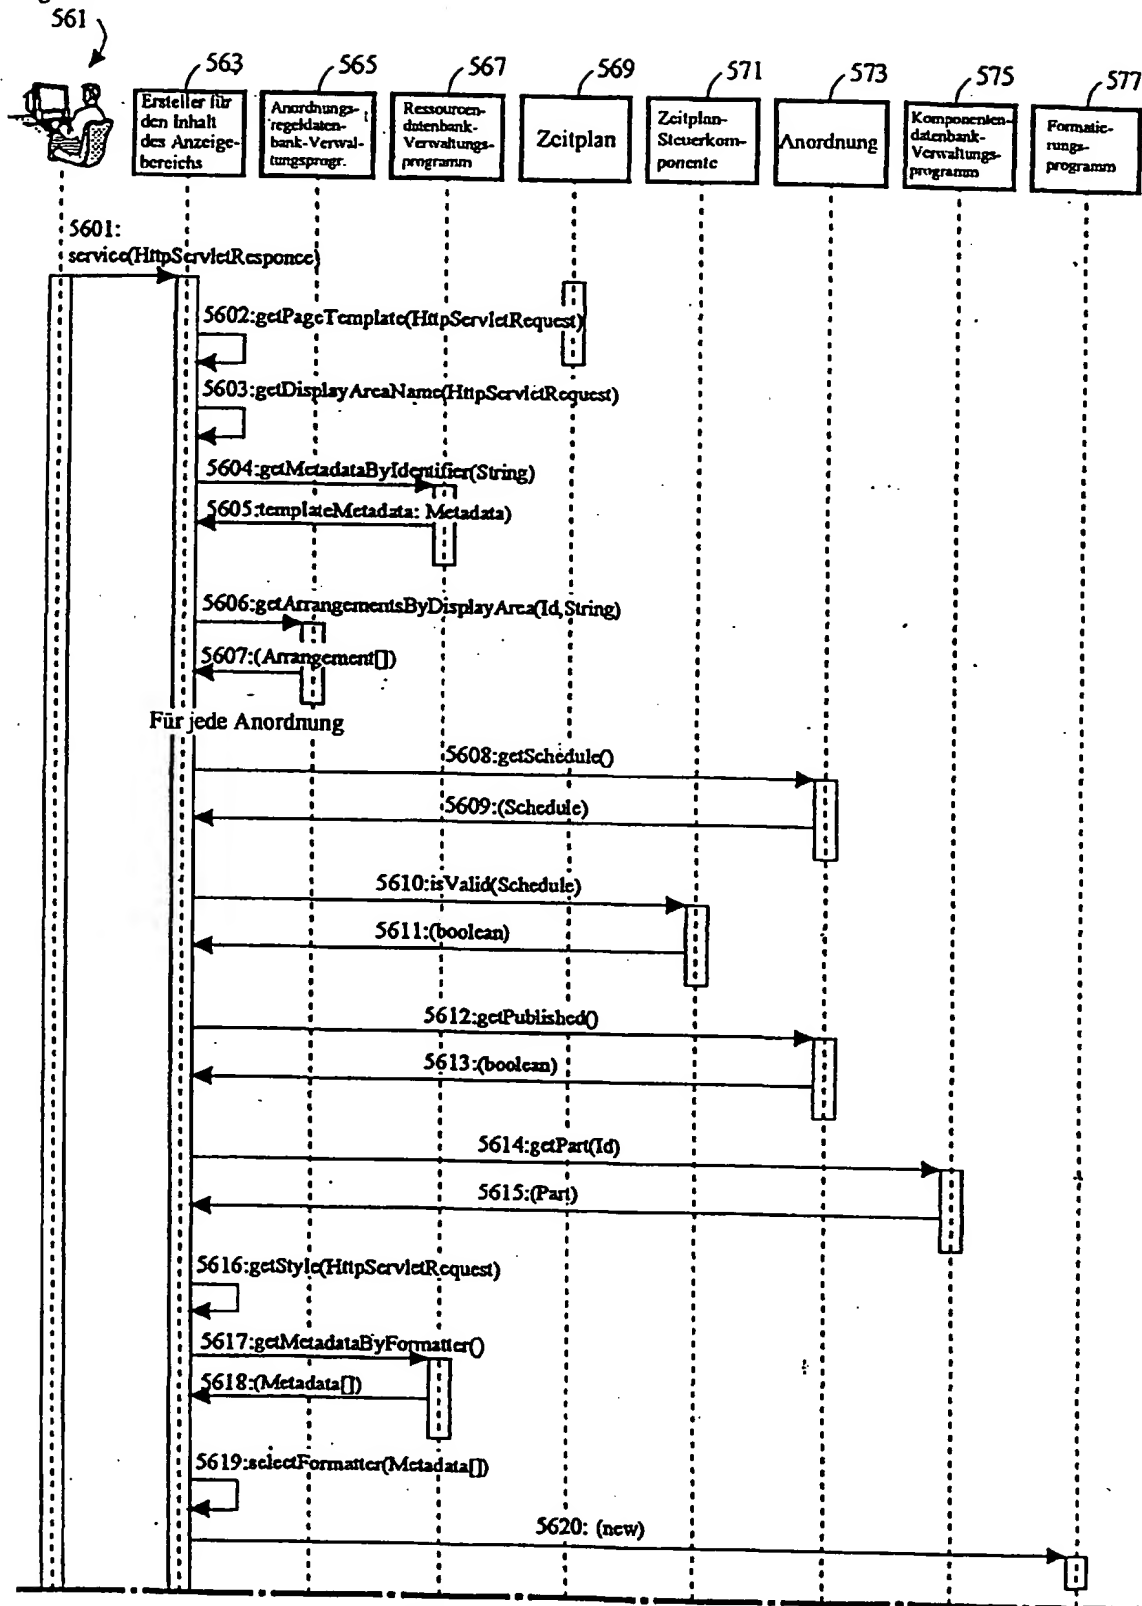 561
563
565
567
569
571
573
575
577
Ersteller für
den Inhalt
des Anzeige-
bereichs
Anordnungs-
regeldaten-
bank-Verwal-
tungsprogr.
Ressourcen-
datenbank-
Verwaltungs-
programm
Zeitplan
Zeitplan-
Steuerkom-
ponente
Anordnung
Komponenten-
datenbank-
Verwaltungs-
programm
Formatie-
rungs-
programm
5601:
service(HttpServletResponce)
5602:getPageTemplate(HttpServletRequest)
5603:getDisplayAreaName(HttpServletRequest)
5604:getMetadataByIdentifier(String)
5605:templateMetadata: Metadata)
5606:getArrangementsByDisplayArea(Id,String)
5607:(Arrangement[])
Für jede Anordnung
5608:getSchedule()
5609:(Schedule)
5610:isValid(Schedule)
5611:(boolean)
5612:getPublished()
5613:(boolean)
5614:getPart(Id)
5615:(Part)
5616:getStyle(HttpServletRequest)
5617:getMetadataByFormatter()
5618:(Metadata[])
5619:selectFormatter(Metadata[])
5620: (new)